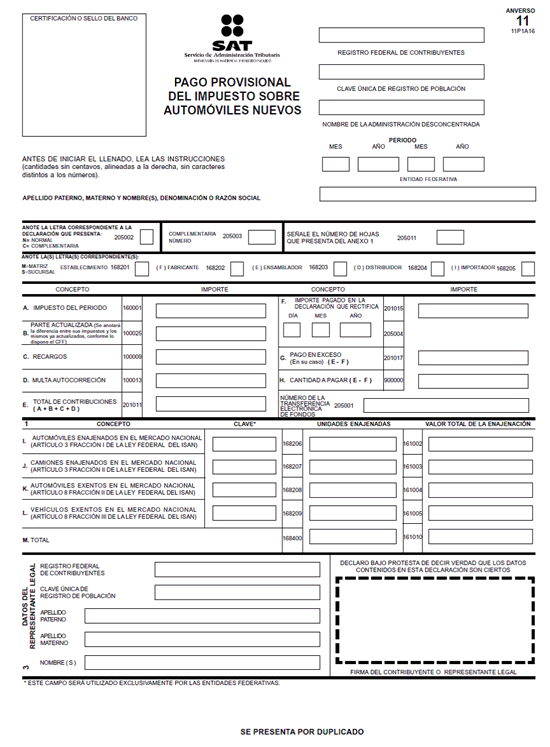 CERTIFICACIÓN O SELLO DEL BANCO
SAT
Servicio de Administración Tributaria
ANVERSO
11
11P1A16
REGISTRO FEDERAL DE CONTRIBUYENTES
PAGO PROVISIONAL
DEL IMPUESTO SOBRE
AUTOMÓVILES NUEVOS
CLAVE ÚNICA DE REGISTRO DE POBLACIÓN
NOMBRE DE LA ADMINISTRACIÓN DESCONCENTRADA
PERIODO
MES AÑO MES AÑO
ANTES DE INICIAR EL LLENADO, LEA LAS INSTRUCCIONES
(cantidades sin centavos, alineadas a la derecha, sin caracteres
distintos a los números).
ENTIDAD FEDERATIVA
APELLIDO PATERNO, MATERNO Y NOMBRE(S), DENOMINACIÓN O RAZÓN SOCIAL
ANOTE LA LETRA CORRESPONDIENTE A LA
DECLARACIÓN QUE PRESENTA:
N= NORMAL
C= COMPLEMENTARIA
205002
COMPLEMENTARIA
NÚMERO
205003
SEÑALE EL NÚMERO DE HOJAS
QUE PRESENTA DEL ANEXO 1
205011
ANOTE LA(S) LETRA(S) CORRESPONDIENTE(S):
M=MATRIZ
S=SUCURSAL
ESTABLECIMIENTO 168201 ( F ) FABRICANTE 168202 ( E ) ENSAMBLADOR 168203 ( D ) DISTRIBUIDOR 168204 ( I ) IMPORTADOR 168205
CONCEPTO IMPORTE CONCEPTO IMPORTE
A. IMPUESTO DEL PERIODO 160001
B. PARTE ACTUALIZADA (Se anotará
la diferencia entre sus impuestos y los
mismos ya actualizados, conforme lo
dispone el CFF)
100025
C. RECARGOS 100009
D. MULTA AUTOCORRECIÓN 100013
E. TOTAL DE CONTRIBUCIONES
( A + B + C + D )
201011
F. IMPORTE PAGADO EN LA
DECLARACIÓN QUE RECTIFICA
201015
DÍA MES AÑO
205004
G. PAGO EN EXCESO
(En su caso) ( E - F )
201017
H. CANTIDAD A PAGAR ( E - F ) 900000
NÚMERO DE LA
TRANSFERENCIA
ELECTRÓNICA
DE FONDOS
205001
1 CONCEPTO CLAVE* UNIDADES ENAJENADAS VALOR TOTAL DE LA ENAJENACIÓN
I. AUTOMÓVILES ENAJENADOS EN EL MERCADO NACIONAL
(ARTÍCULO 3 FRACCIÓN I DE LA LEY FEDERAL DEL ISAN)
168206 161002
J. CAMIONES ENAJENADOS EN EL MERCADO NACIONAL
(ARTÍCULO 3 FRACCIÓN II DE LA LEY FEDERAL DEL ISAN)
168207 161003
K. AUTOMÓVILES EXENTOS EN EL MERCADO NACIONAL
(ARTÍCULO 8 FRACCIÓN II DE LA LEY FEDERAL DEL ISAN)
168208 161004
L. VEHÍCULOS EXENTOS EN EL MERCADO NACIONAL
(ARTÍCULO 8 FRACCIÓN III DE LA LEY FEDERAL DEL ISAN)
168209 161005
M. TOTAL 168400 161010
3 DATOS DEL
REPRESENTANTE LEGAL
REGISTRO FEDERAL
DE CONTRIBUYENTES
CLAVE ÚNICA DE
REGISTRO DE POBLACIÓN
APELLIDO
PATERNO
APELLIDO
MATERNO
NOMBRE ( S )
DECLARO BAJO PROTESTA DE DECIR VERDAD QUE LOS DATOS
CONTENIDOS EN ESTA DECLARACIÓN SON CIERTOS
FIRMA DEL CONTRIBUYENTE O REPRESENTANTE LEGAL
* ESTE CAMPO SERÁ UTILIZADO EXCLUSIVAMENTE POR LAS ENTIDADES FEDERATIVAS.
SE PRESENTA POR DUPLICADO